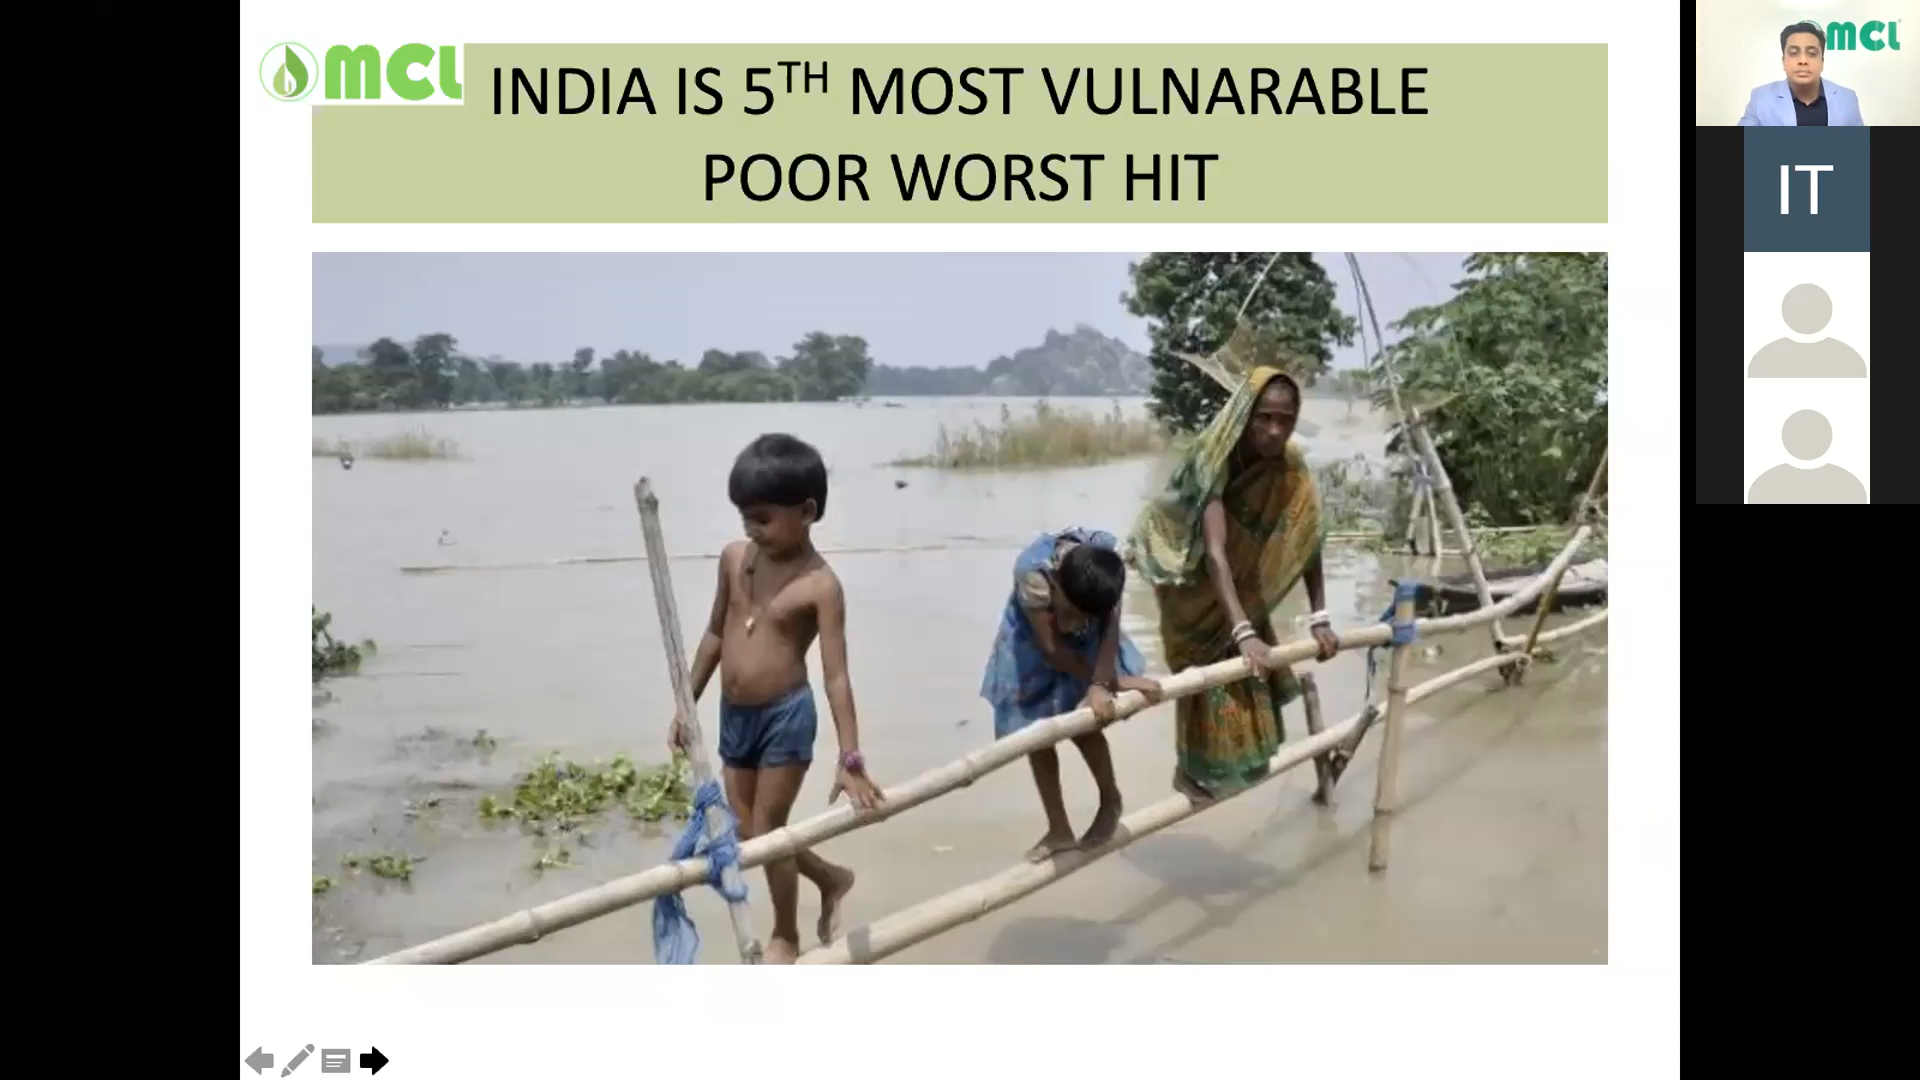 mcl
INDIA IS 5TH MOST VULNARABLE
POOR WORST HIT
mcl
IT